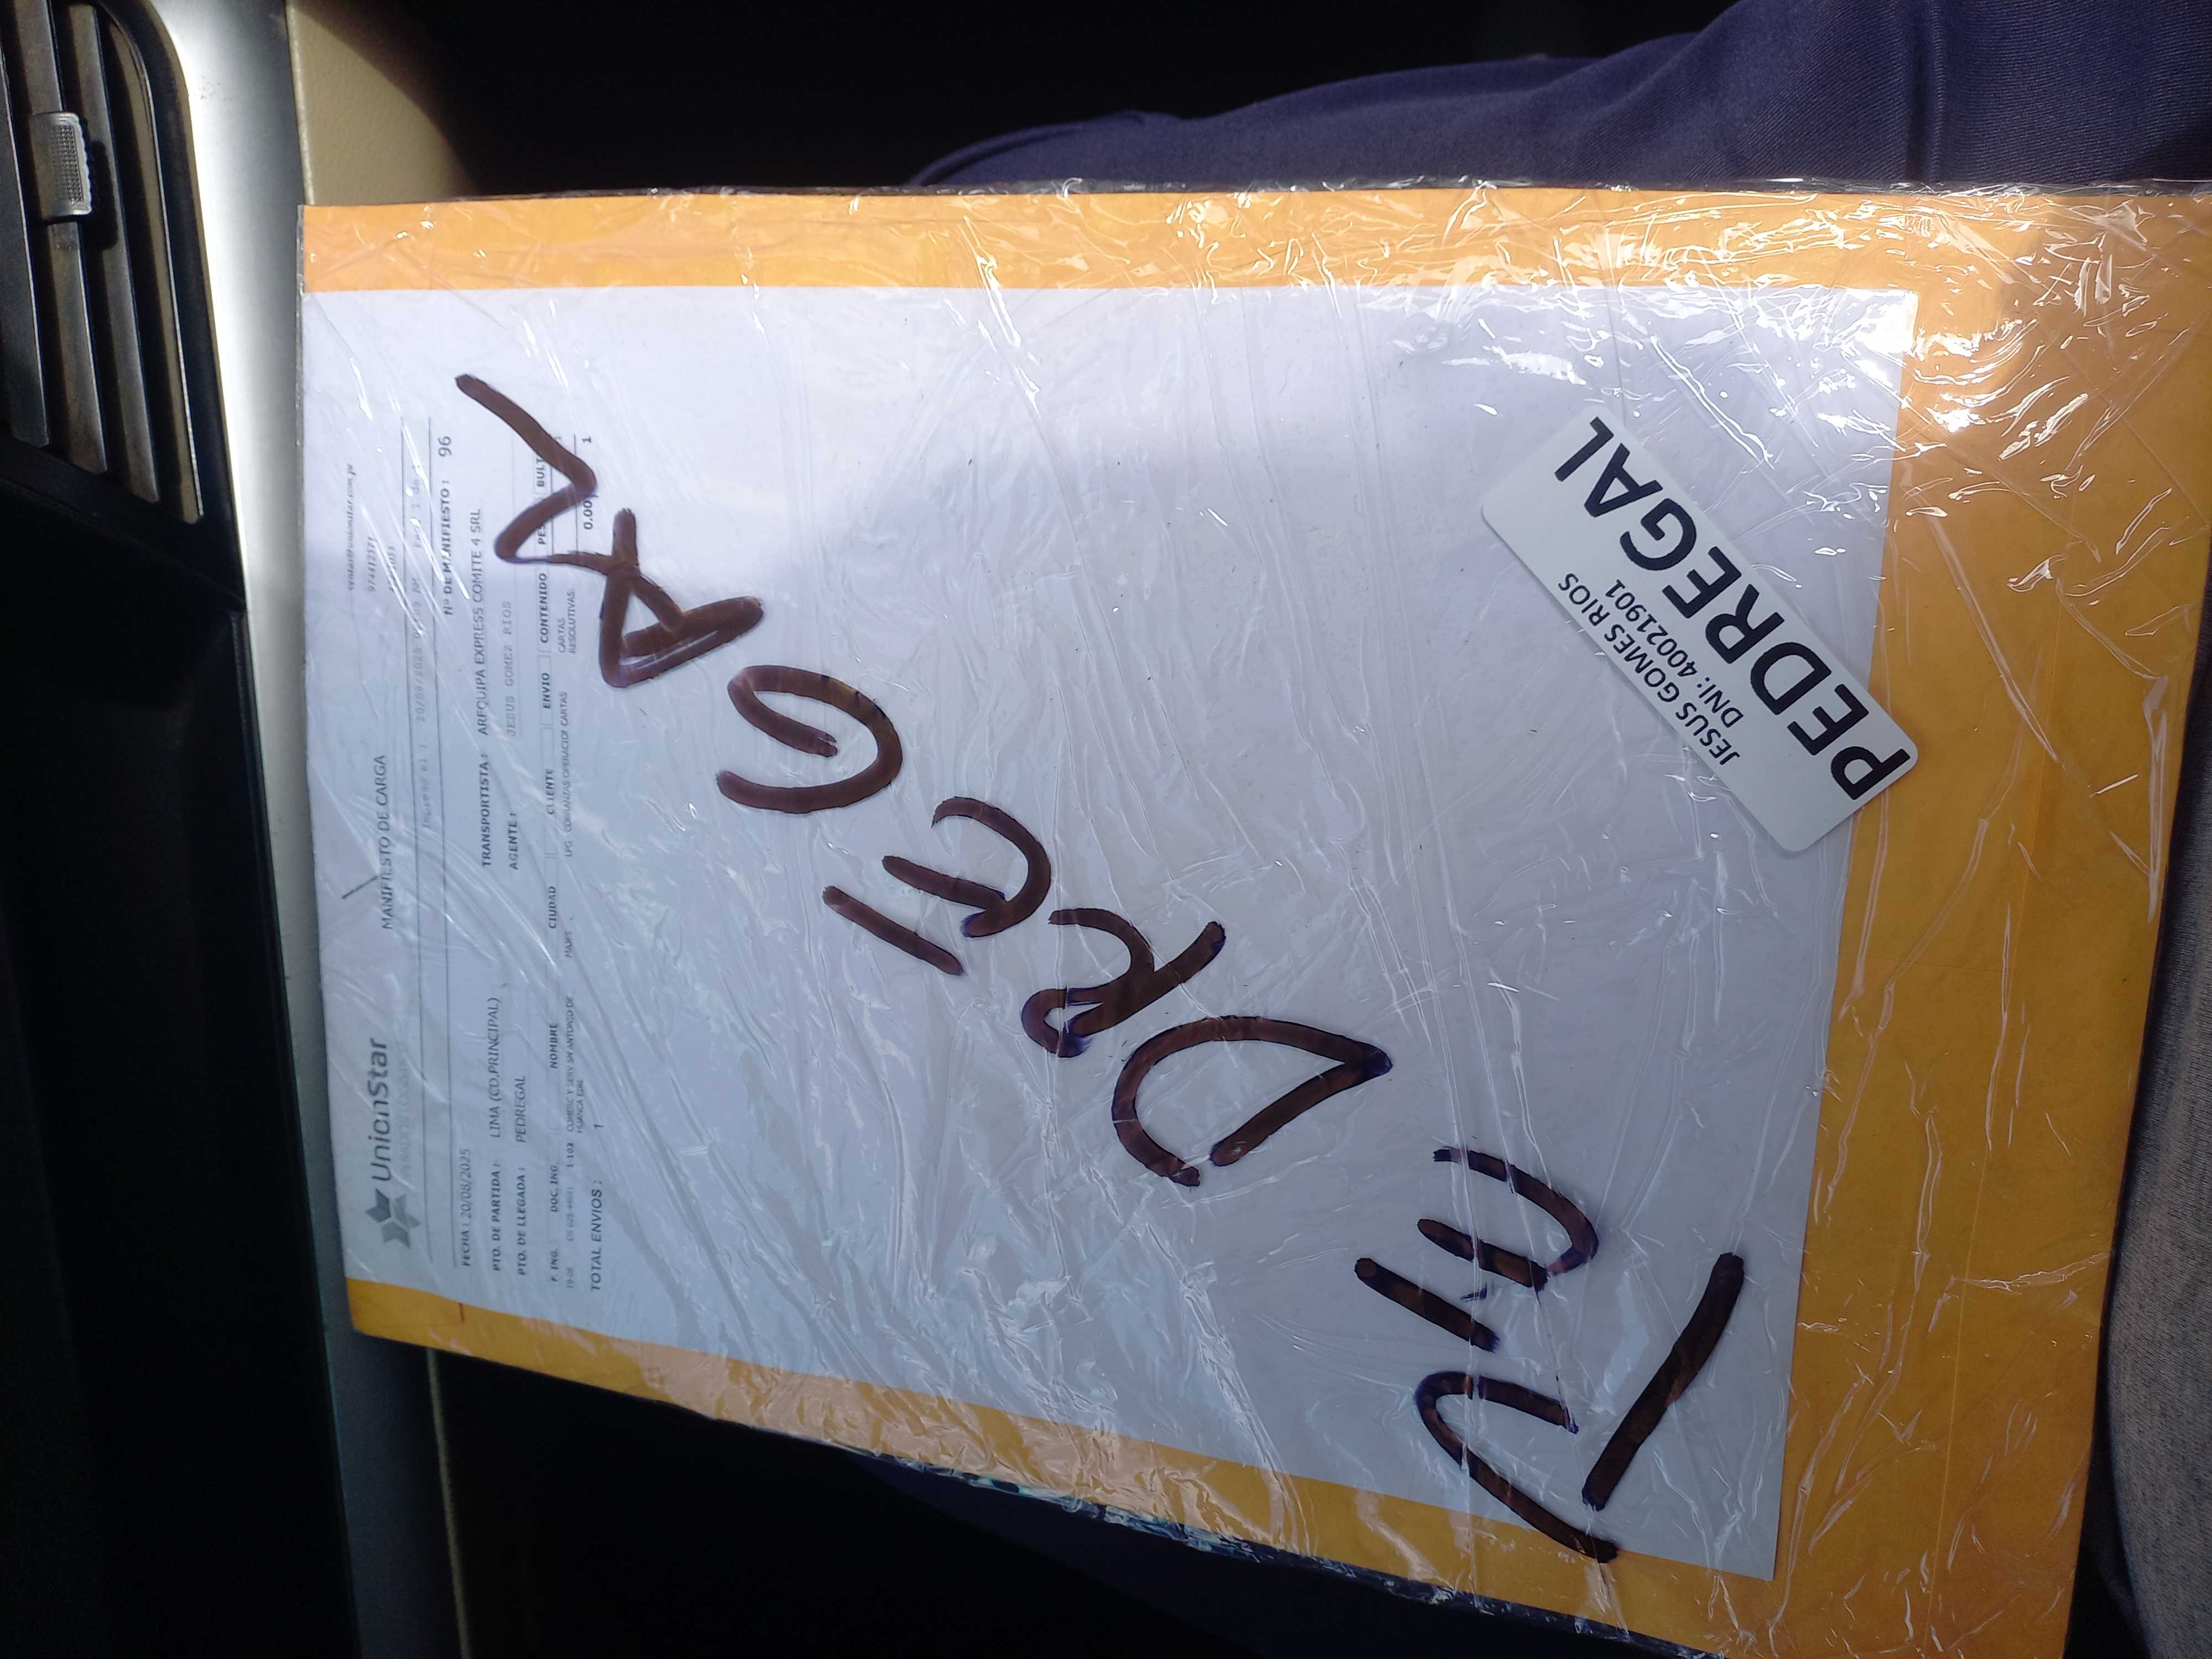 UnionStar
MANIFIESTO DE CARGA
FECHA : 20/08/2025
Nº DE MANIFIESTO : 96
PTO. DE PARTIDA : LIMA (CD.PRINCIPAL)
TRANSPORTISTA : AREQUIPA EXPRESS COMITE 4 SRL
PTO. DE LLEGADA : PEDREGAL
AGENTE : JESUS GOMEZ RIOS
P. ING. DOC. ING. NOMBRE CIUDAD CLIENTE ENVIO CONTENIDO
CARTAS
RESOLUTIVAS.
1
TOTAL ENVIOS : 1
PEDREGAL
JESUS GOMES RIOS
DNI: 40021901
PEDREGAL